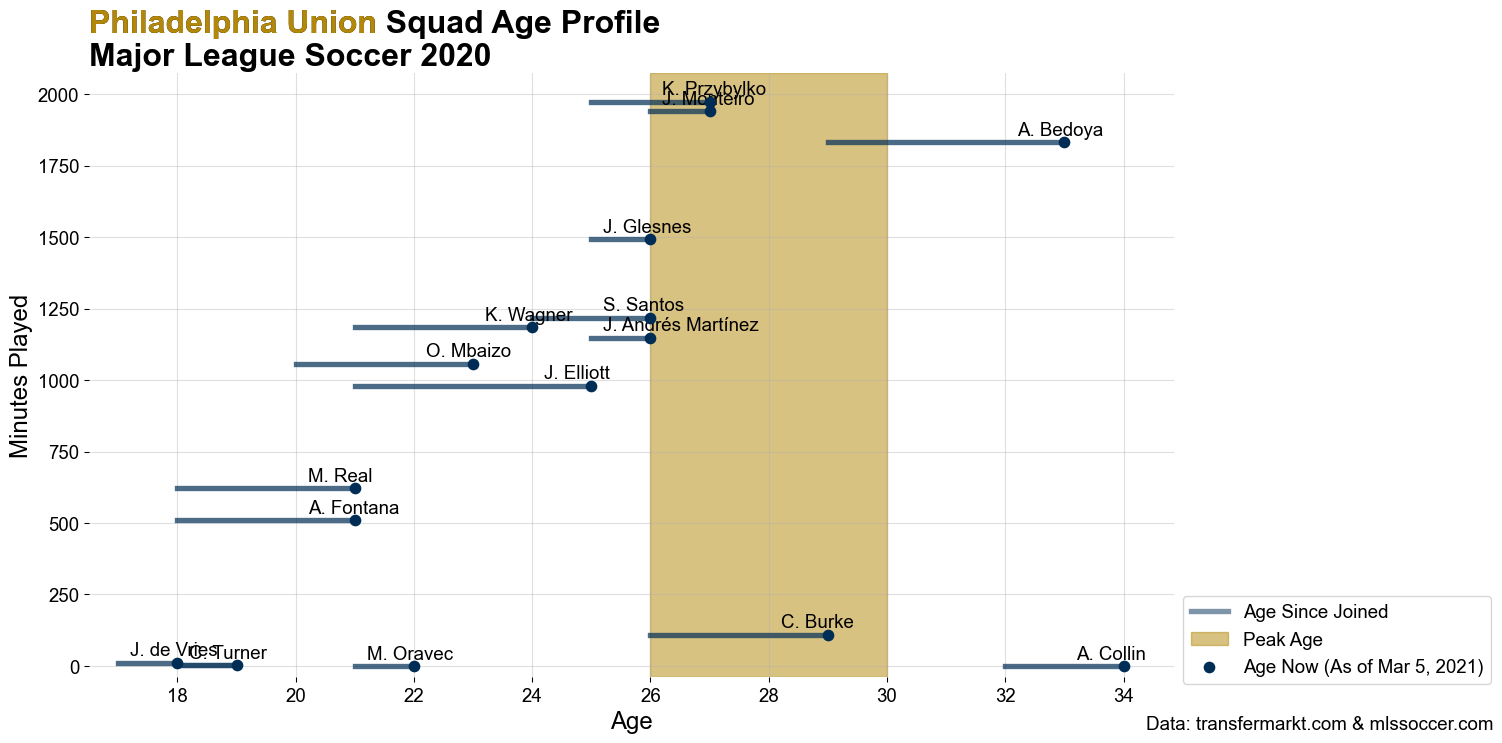 Philadelphia Union Squad Age Profile
Major League Soccer 2020
2000
1750
1500
1250
1000
750
500
250
0
Minutes Played
K. Przybylko
J. Monteiro
A. Bedoya
J. Glesnes
S. Santos
K. Wagner
J. Andrés Martínez
O. Mbaizo
J. Elliott
M. Real
A. Fontana
C. Burke
J. de Vries
C. Turner
M. Oravec
A. Collin
18 20 22 24 26 28 30 32 34
Age
Age Since Joined
Peak Age
Age Now (As of Mar 5, 2021)
Data: transfermarkt.com & mlssoccer.com